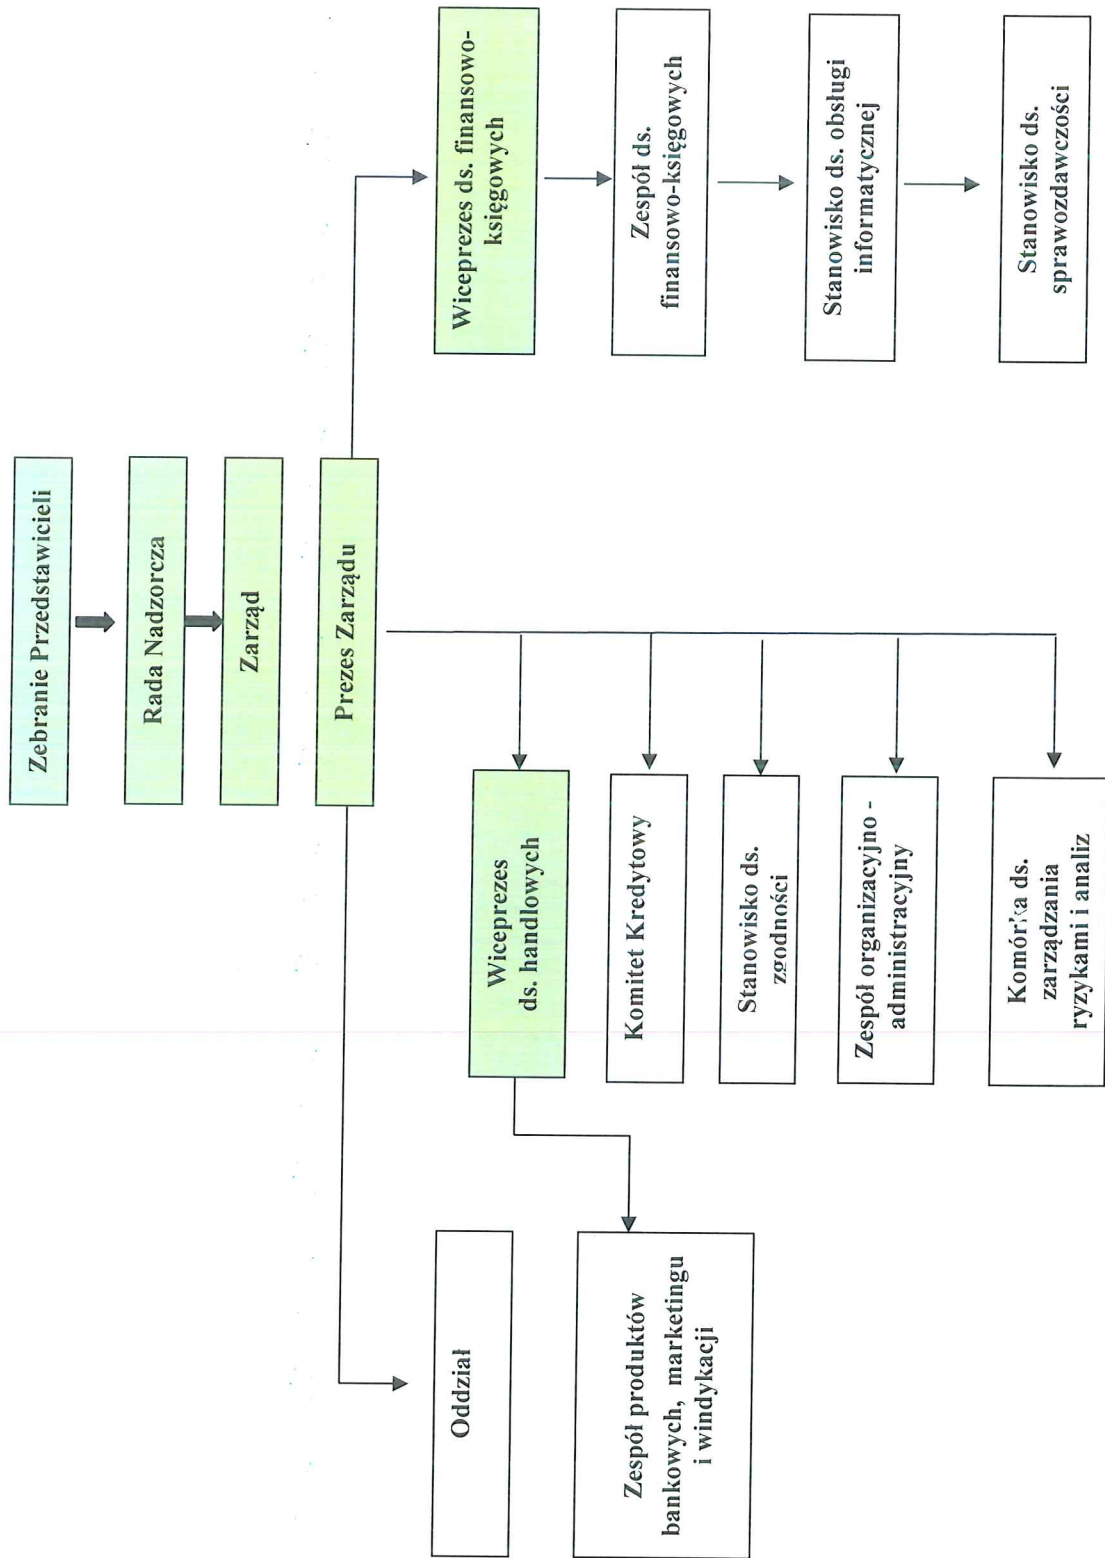 Zebranie Przedstawicieli
Rada Nadzorcza
Zarząd
Prezes Zarządu
Oddział
Wiceprezes
ds. handlowych
Wiceprezes ds. finansowo-
księgowych
Zespół produktów
bankowych, marketingu
i windykacji
Komitet Kredytowy
Stanowisko ds.
zgodności
Zespół organizacyjno -
administracyjny
Komórka ds.
zarządzania
ryzykami i analiz
Zespół ds.
finansowo-księgowych
Stanowisko ds. obsługi
informatycznej
Stanowisko ds.
sprawozdawczości